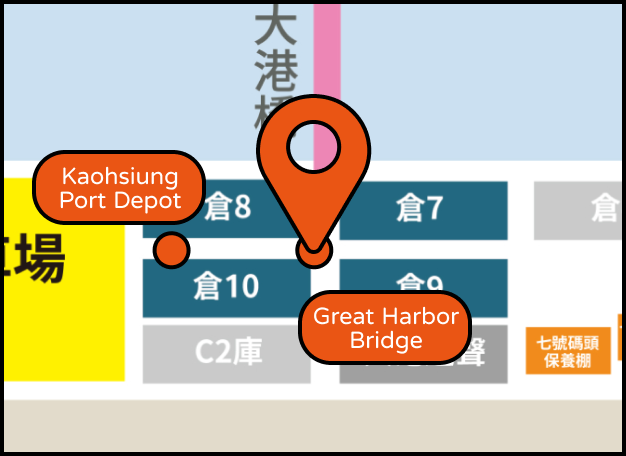 大港橋
Kaohsiung
Port Depot
倉8
倉7
倉
場
倉10
倉9
Great Harbor
Bridge
C2庫
聲
七號碼頭
保養棚